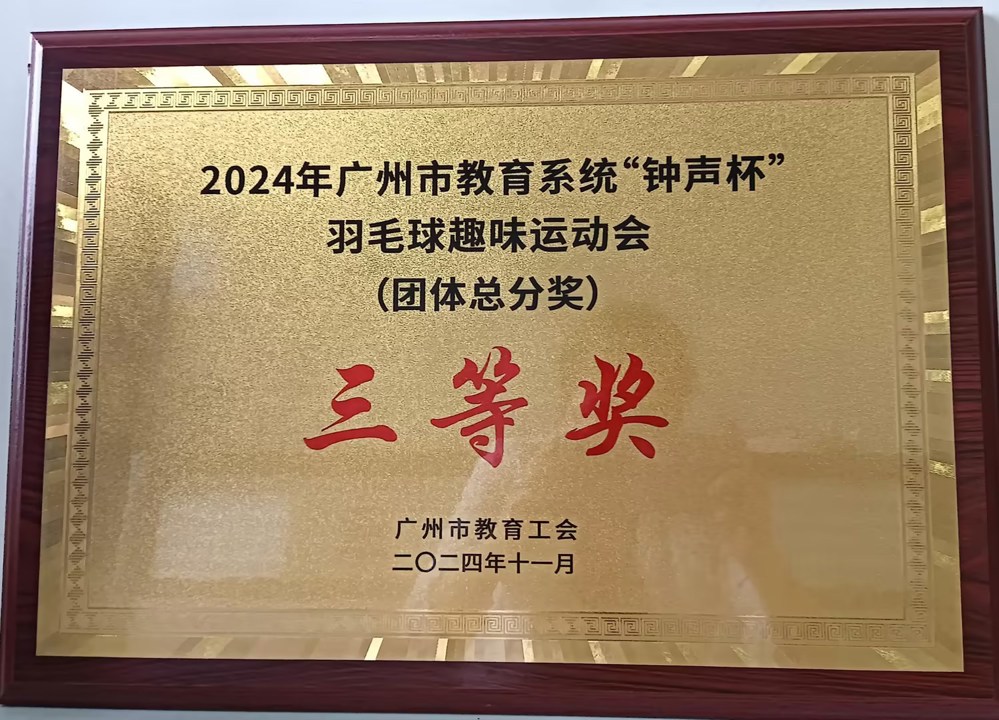 2024年广州市教育系统“钟声杯”
羽毛球趣味运动会
（团体总分奖）
三等奖
广州市教育工会
二〇二四年十一月